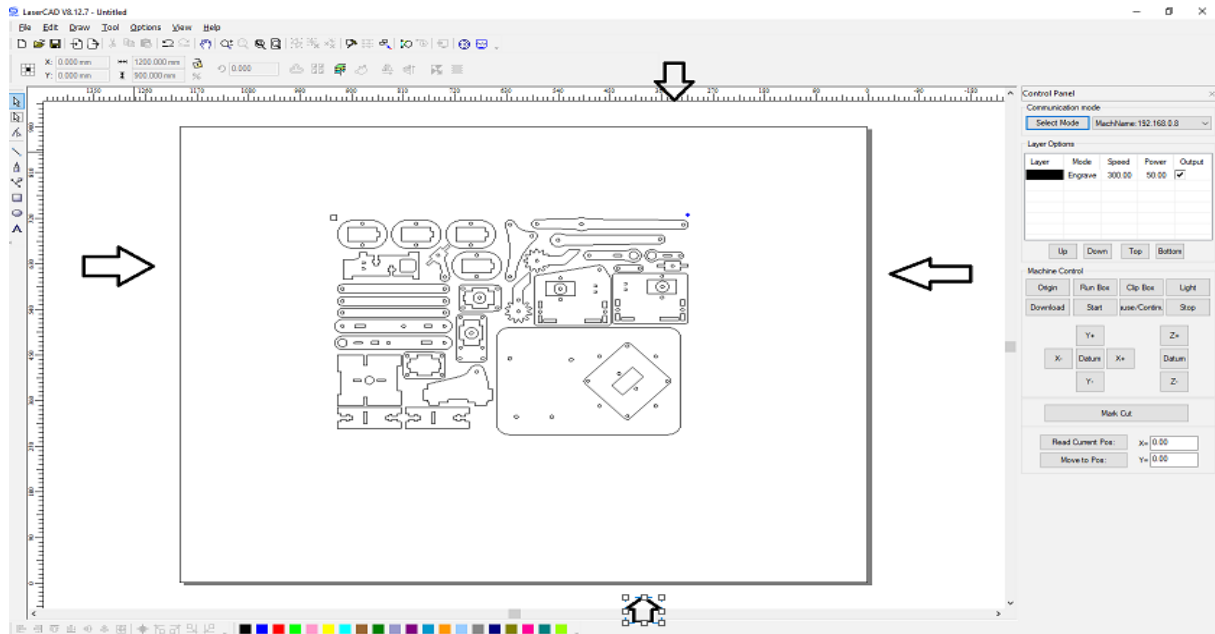 LaserCAD V8.12.7 - Untitled
File Edit Draw Tool Options View Help
X: 0.000 mm 1200.000 mm 0.000
Y: 0.000 mm 900.000 mm %
Control Panel
Communication mode
Select Mode MachName:192.168.0.8
Layer Options
Layer Mode Speed Power Output
Engrave 300.00 50.00
Up Down Top Bottom
Machine Control
Origin Run Box Clip Box Light
Download Start use/Contin Stop
Y+ Z+
X- Datum X+ Datum
Y- Z-
Mark Cut
Read Current Pos: X= 0.00
Move to Pos: Y= 0.00